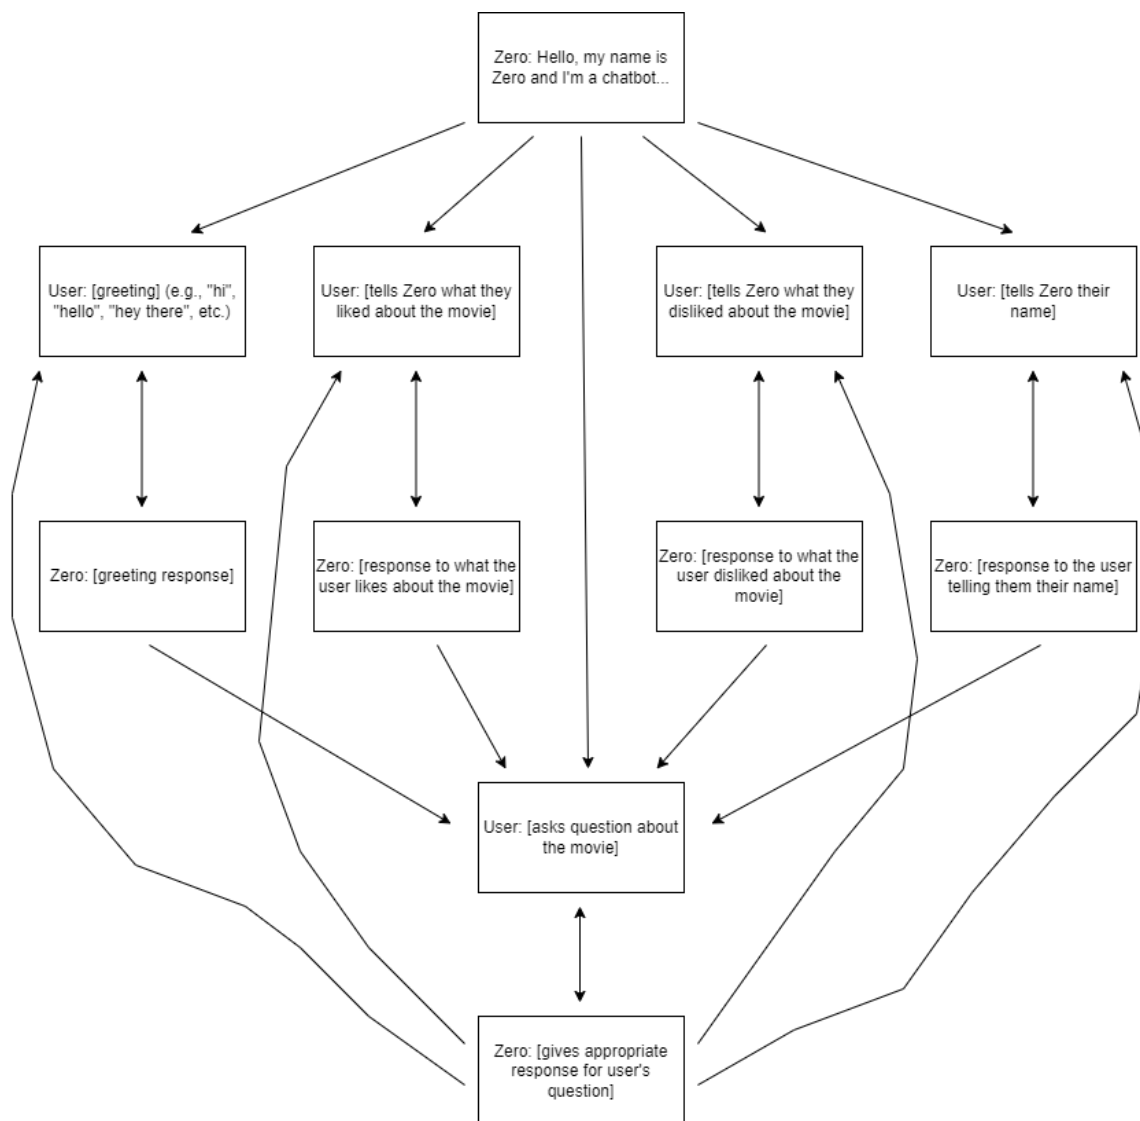 Zero: Hello, my name is
Zero and I'm a chatbot...
User: [greeting] (e.g., "hi",
"hello", "hey there", etc.)
User: [tells Zero what they
liked about the movie]
User: [tells Zero what they
disliked about the movie]
User: [tells Zero their
name]
Zero: [greeting response]
Zero: [response to what the
user likes about the movie]
Zero: [response to what the
user disliked about the
movie]
Zero: [response to the user
telling them their name]
User: [asks question about
the movie]
Zero: [gives appropriate
response for user's
question]